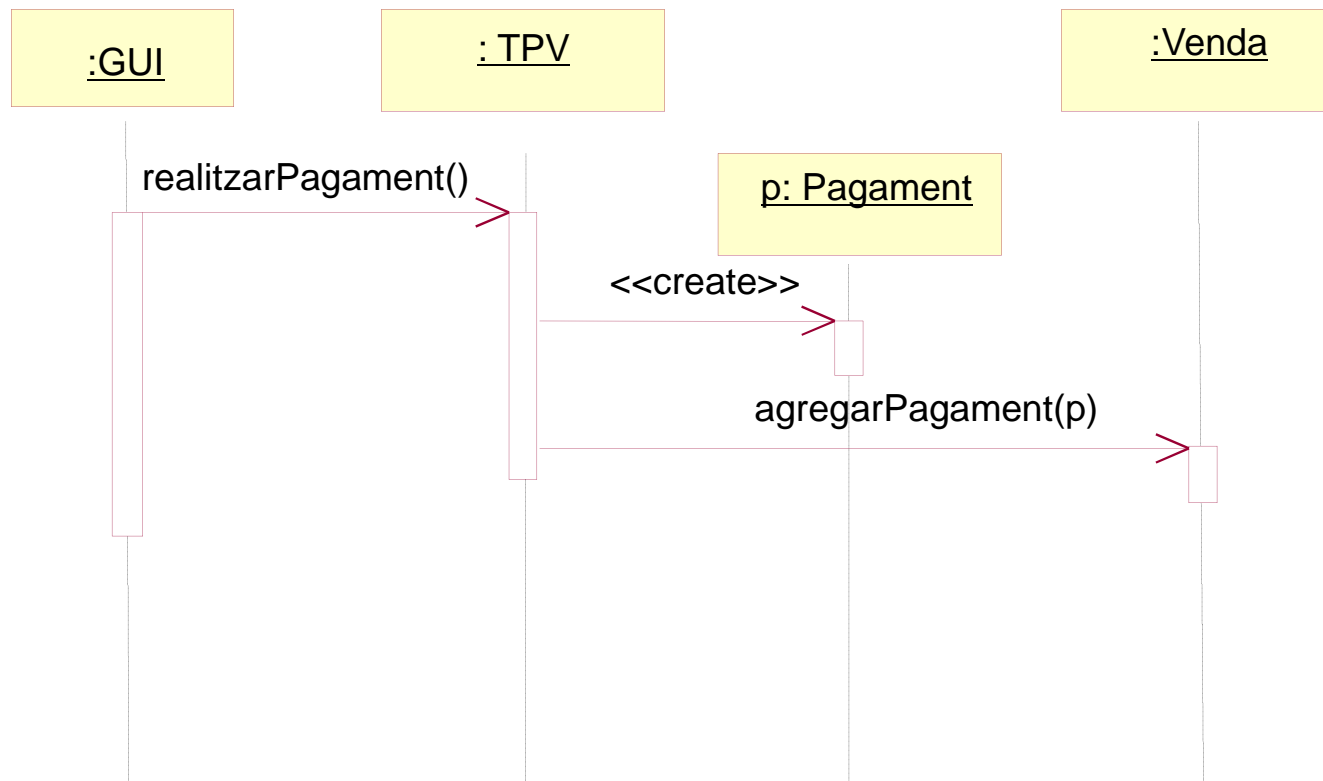 :GUI
: TPV
:Venda
realitzarPagament()
p: Pagament
<<create>>
agregarPagament(p)